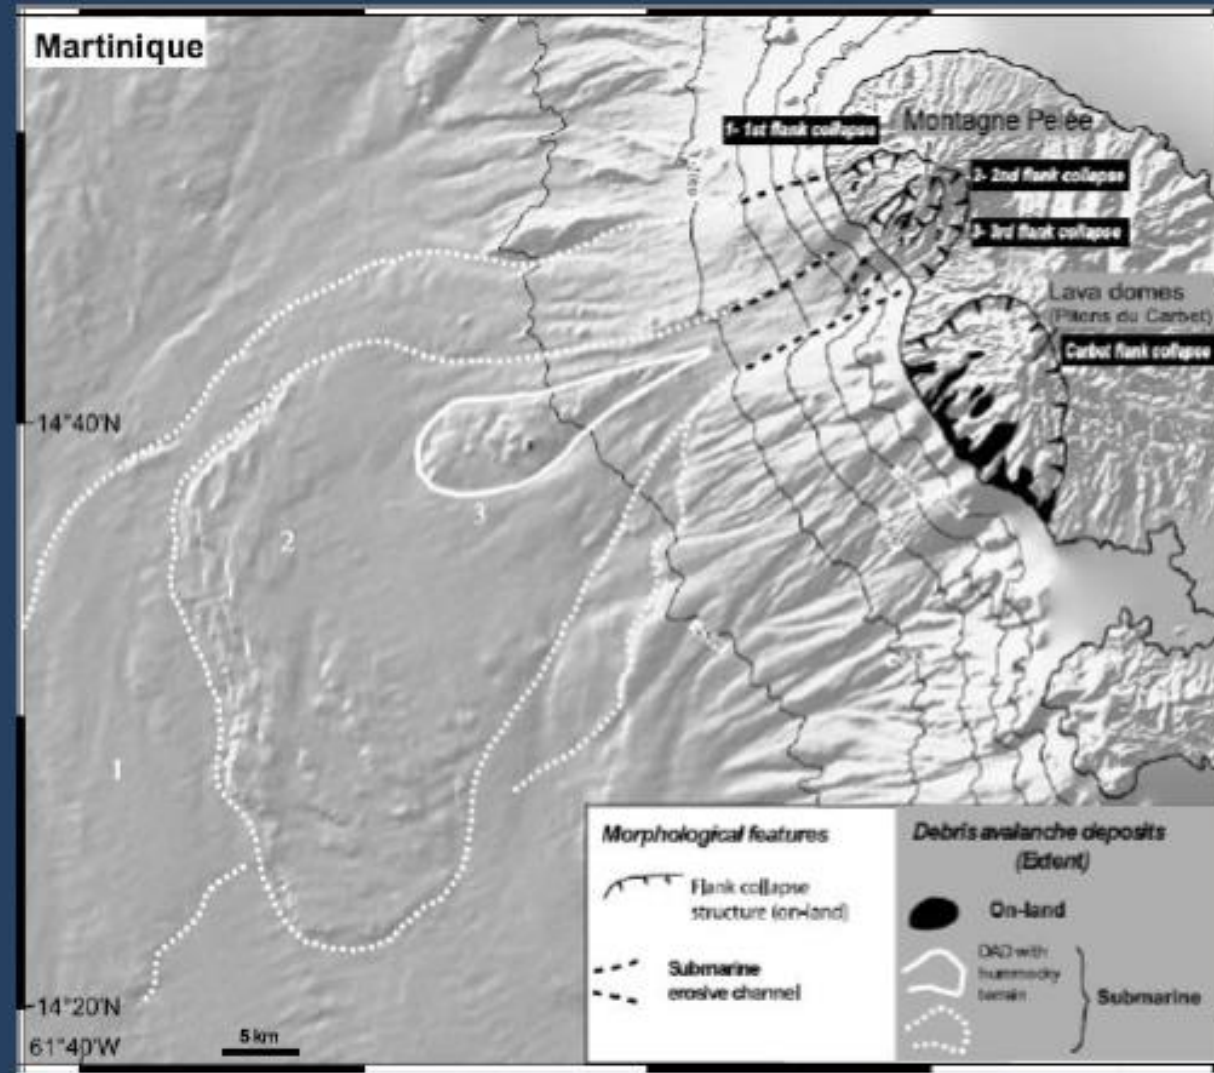 Martinique
1- 1st flank collapse
Montagne Pelée
2- 2nd flank collapse
3- 3rd flank collapse
Lava domes
(Pitons du Carbet)
Carbet flank collapse
14°40'N
3
2
1
14°20'N
61°40'W
5 km
Morphological features
Flank collapse
structure (on-land)
Submarine
erosive channel
Debris avalanche deposits
(Extent)
On-land
DAD with
hummocky
terrain
Submarine